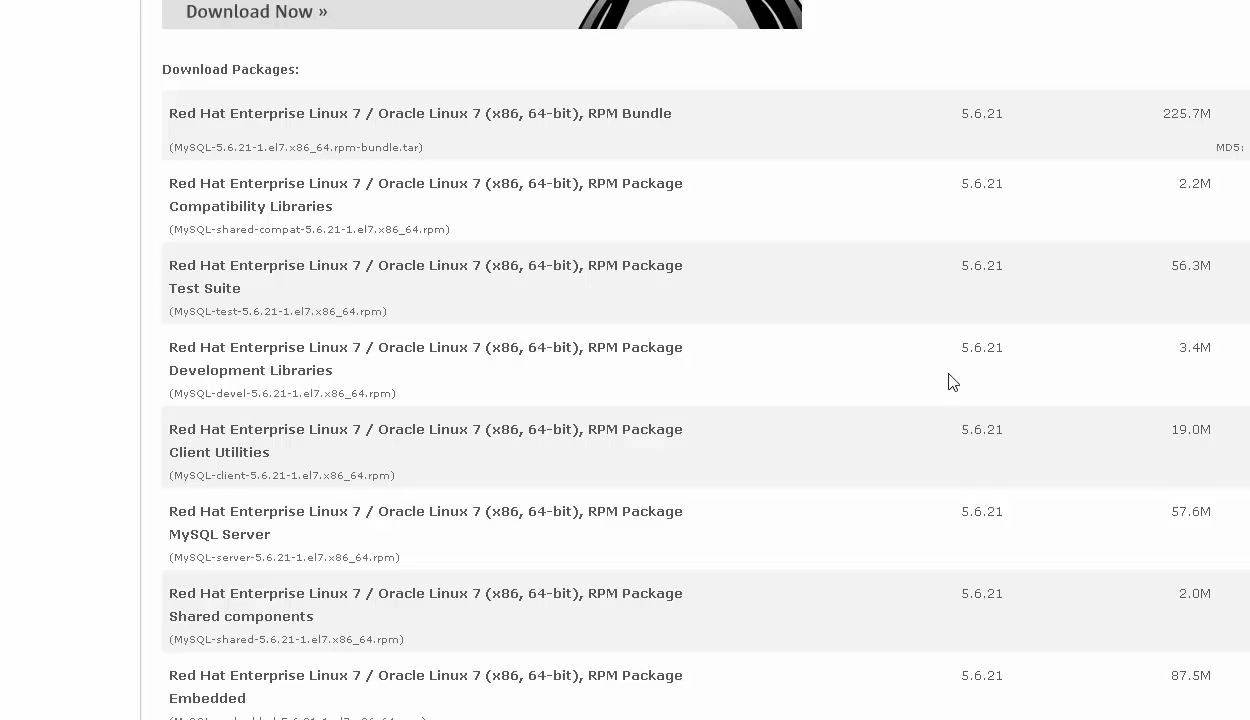 Download Now »
Download Packages:
Red Hat Enterprise Linux 7 / Oracle Linux 7 (x86, 64-bit), RPM Bundle 5.6.21 225.7M
(MySQL-5.6.21-1.el7.x86_64.rpm-bundle.tar) MD5:
Red Hat Enterprise Linux 7 / Oracle Linux 7 (x86, 64-bit), RPM Package 5.6.21 2.2M
Compatibility Libraries
(MySQL-shared-compat-5.6.21-1.el7.x86_64.rpm)
Red Hat Enterprise Linux 7 / Oracle Linux 7 (x86, 64-bit), RPM Package 5.6.21 56.3M
Test Suite
(MySQL-test-5.6.21-1.el7.x86_64.rpm)
Red Hat Enterprise Linux 7 / Oracle Linux 7 (x86, 64-bit), RPM Package 5.6.21 3.4M
Development Libraries
(MySQL-devel-5.6.21-1.el7.x86_64.rpm)
Red Hat Enterprise Linux 7 / Oracle Linux 7 (x86, 64-bit), RPM Package 5.6.21 19.0M
Client Utilities
(MySQL-client-5.6.21-1.el7.x86_64.rpm)
Red Hat Enterprise Linux 7 / Oracle Linux 7 (x86, 64-bit), RPM Package 5.6.21 57.6M
MySQL Server
(MySQL-server-5.6.21-1.el7.x86_64.rpm)
Red Hat Enterprise Linux 7 / Oracle Linux 7 (x86, 64-bit), RPM Package 5.6.21 2.0M
Shared components
(MySQL-shared-5.6.21-1.el7.x86_64.rpm)
Red Hat Enterprise Linux 7 / Oracle Linux 7 (x86, 64-bit), RPM Package 5.6.21 87.5M
Embedded